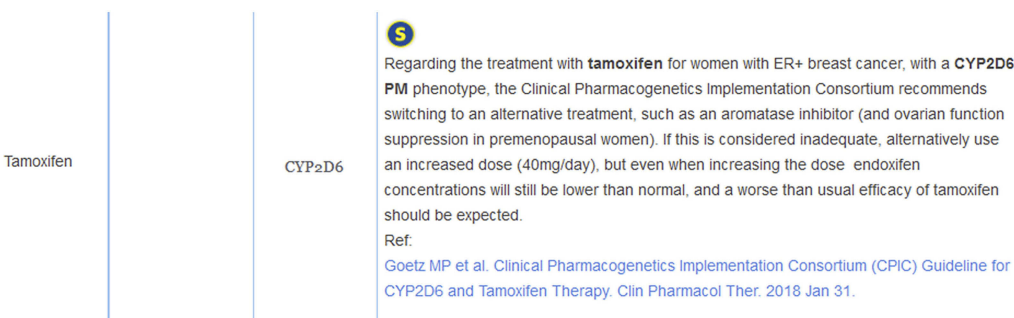 S
Regarding the treatment with tamoxifen for women with ER+ breast cancer, with a CYP2D6
PM phenotype, the Clinical Pharmacogenetics Implementation Consortium recommends
switching to an alternative treatment, such as an aromatase inhibitor (and ovarian function
suppression in premenopausal women). If this is considered inadequate, alternatively use
Tamoxifen
CYP2D6
an increased dose (40mg/day), but even when increasing the dose endoxifen
concentrations will still be lower than normal, and a worse than usual efficacy of tamoxifen
should be expected.
Ref:
Goetz MP et al. Clinical Pharmacogenetics Implementation Consortium (CPIC) Guideline for
CYP2D6 and Tamoxifen Therapy. Clin Pharmacol Ther. 2018 Jan 31.